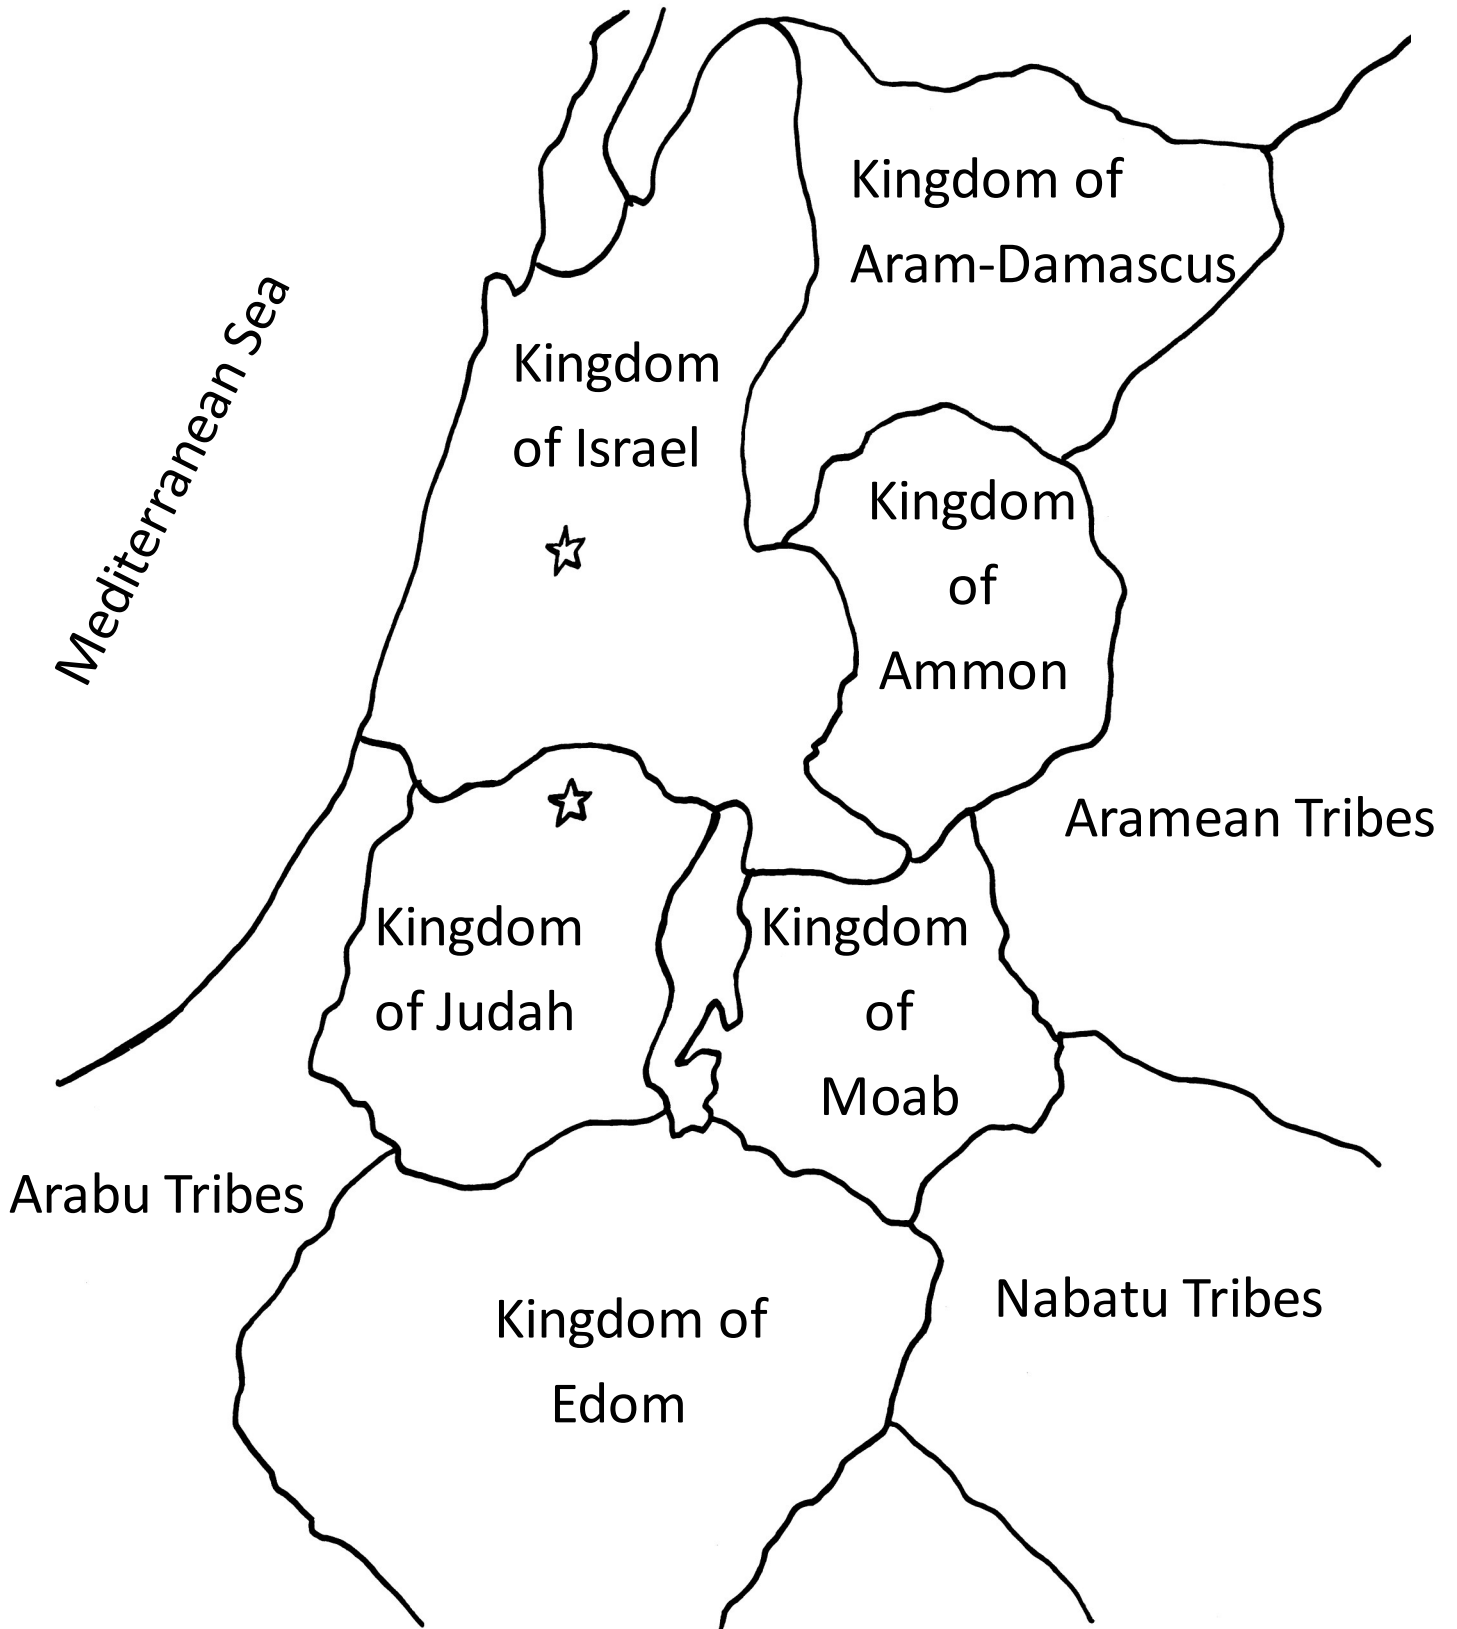 Kingdom of
Aram-Damascus
Mediterranean Sea
Kingdom
of Israel
Kingdom
of
Ammon
Aramean Tribes
Kingdom
of Judah
Kingdom
of
Moab
Arabu Tribes
Nabatu Tribes
Kingdom of
Edom